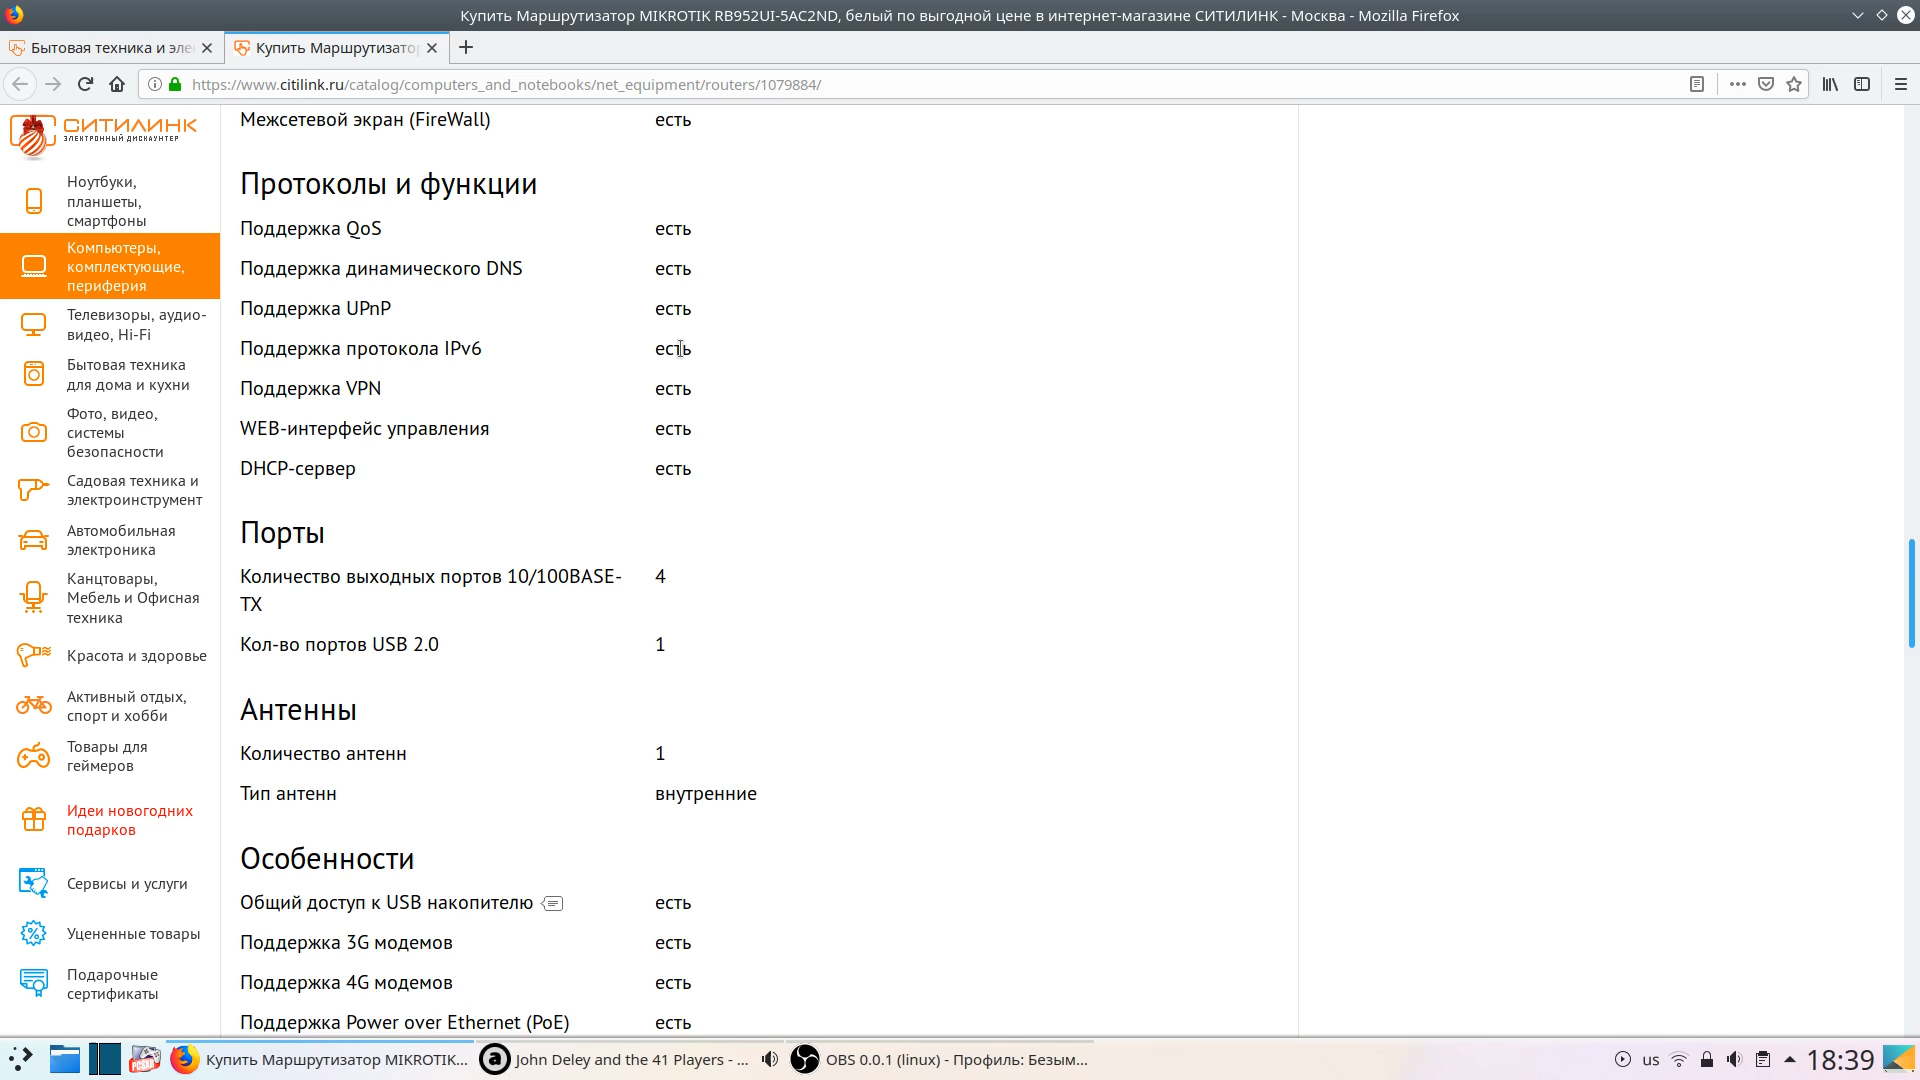 Купить Маршрутизатор MIKROTIK RB952UI-5AC2ND, белый по выгодной цене в интернет-магазине СИТИЛИНК - Москва - Mozilla Firefox
Бытовая техника и эле
Купить Маршрутизато
https://www.citilink.ru/catalog/computers_and_notebooks/net_equipment/routers/1079884/
СИТИЛИНК
ЭЛЕКТРОННЫЙ ДИСКАУНТЕР
Ноутбуки,
планшеты,
смартфоны
Компьютеры,
комплектующие,
периферия
Телевизоры, аудио-
видео, Hi-Fi
Бытовая техника
для дома и кухни
Фото, видео,
системы
безопасности
Садовая техника и
электроинструмент
Автомобильная
электроника
Канцтовары,
Мебель и Офисная
техника
Красота и здоровье
Активный отдых,
спорт и хобби
Товары для
геймеров
Идеи новогодних
подарков
Сервисы и услуги
Уцененные товары
Подарочные
сертификаты
Межсетевой экран (FireWall) есть
Протоколы и функции
Поддержка QoS есть
Поддержка динамического DNS есть
Поддержка UPnP есть
Поддержка протокола IPv6 есть
Поддержка VPN есть
WEB-интерфейс управления есть
DHCP-сервер есть
Порты
Количество выходных портов 10/100BASE- 4
TX
Кол-во портов USB 2.0 1
Антенны
Количество антенн 1
Тип антенн внутренние
Особенности
Общий доступ к USB накопителю есть
Поддержка 3G модемов есть
Поддержка 4G модемов есть
Поддержка Power over Ethernet (PoE) есть
Купить Маршрутизатор MIKROTIK...
John Deley and the 41 Players - ...
OBS 0.0.1 (linux) - Профиль: Безым...
us
18:39